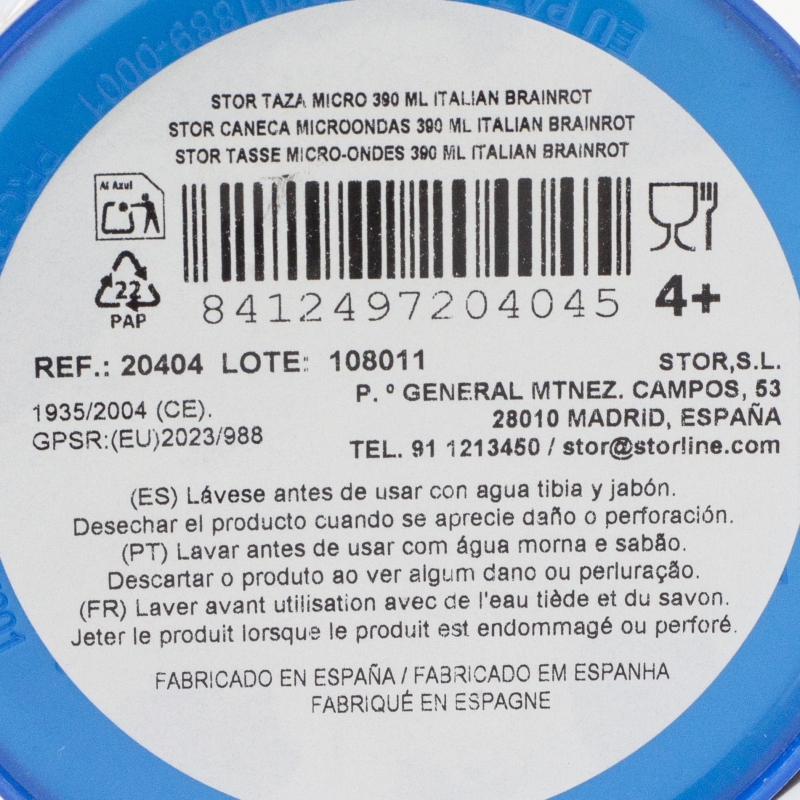 STOR TAZA MICRO 390 ML ITALIAN BRAINROT
STOR CANECA MICROONDAS 390 ML ITALIAN BRAINROT
STOR TASSE MICRO-ONDES 390 ML ITALIAN BRAINROT
Al Azul
22
PAP
8412497204045
4+
REF.: 20404 LOTE: 108011
STOR,S.L.
P. º GENERAL MTNEZ. CAMPOS, 53
1935/2004 (CE).
28010 MADRID, ESPAÑA
GPSR:(EU)2023/988
TEL. 91 1213450 / stor@storline.com
(ES) Lávese antes de usar con agua tibia y jabón.
Desechar el producto cuando se aprecie daño o perforación.
(PT) Lavar antes de usar com água morna e sabão.
Descartar o produto ao ver algum dano ou perluração.
(FR) Laver avant utilisation avec de l'eau tiède et du savon.
Jeter le produit lorsque le produit est endommagé ou perforé.
FABRICADO EN ESPAÑA / FABRICADO EM ESPANHA
FABRIQUÉ EN ESPAGNE